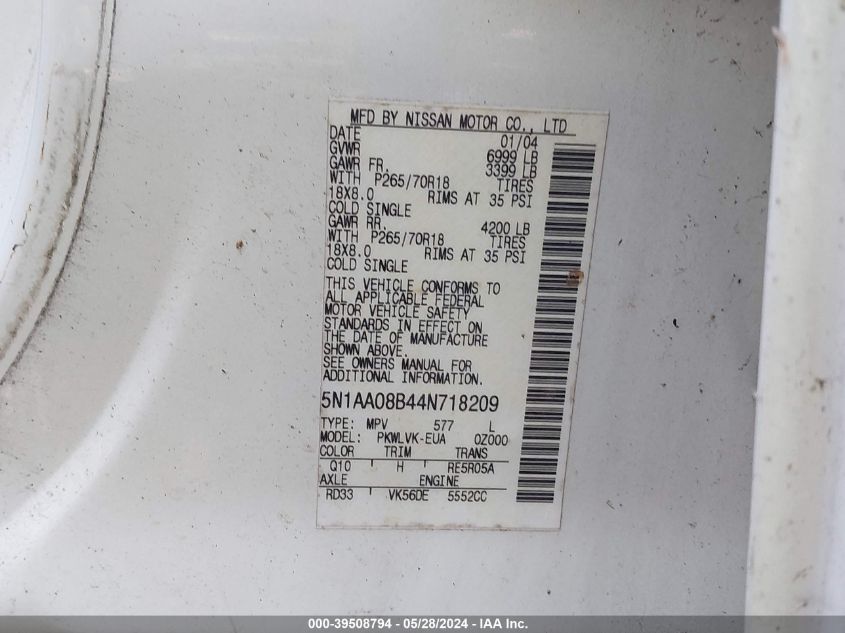 MFD BY NISSAN MOTOR CO., LTD
DATE 01/04
GVWR 6999 LB
GAWR FR. 3399 LB
WITH P265/70R18 TIRES
18X8.0 RIMS AT 35 PSI
COLD SINGLE
GAWR RR. 4200 LB
WITH P265/70R18 TIRES
18X8.0 RIMS AT 35 PSI
COLD SINGLE
THIS VEHICLE CONFORMS TO
ALL APPLICABLE FEDERAL
MOTOR VEHICLE SAFETY
STANDARDS IN EFFECT ON
THE DATE OF MANUFACTURE
SHOWN ABOVE.
SEE OWNERS MANUAL FOR
ADDITIONAL INFORMATION.
5N1AA08B44N718209
TYPE: MPV 577 L
MODEL: PKWLVK-EUA 0Z000
COLOR TRIM TRANS
Q10 H RE5R05A
AXLE ENGINE
RD33 VK56DE 5552CC
000-39508794 - 05/28/2024 - IAA Inc.